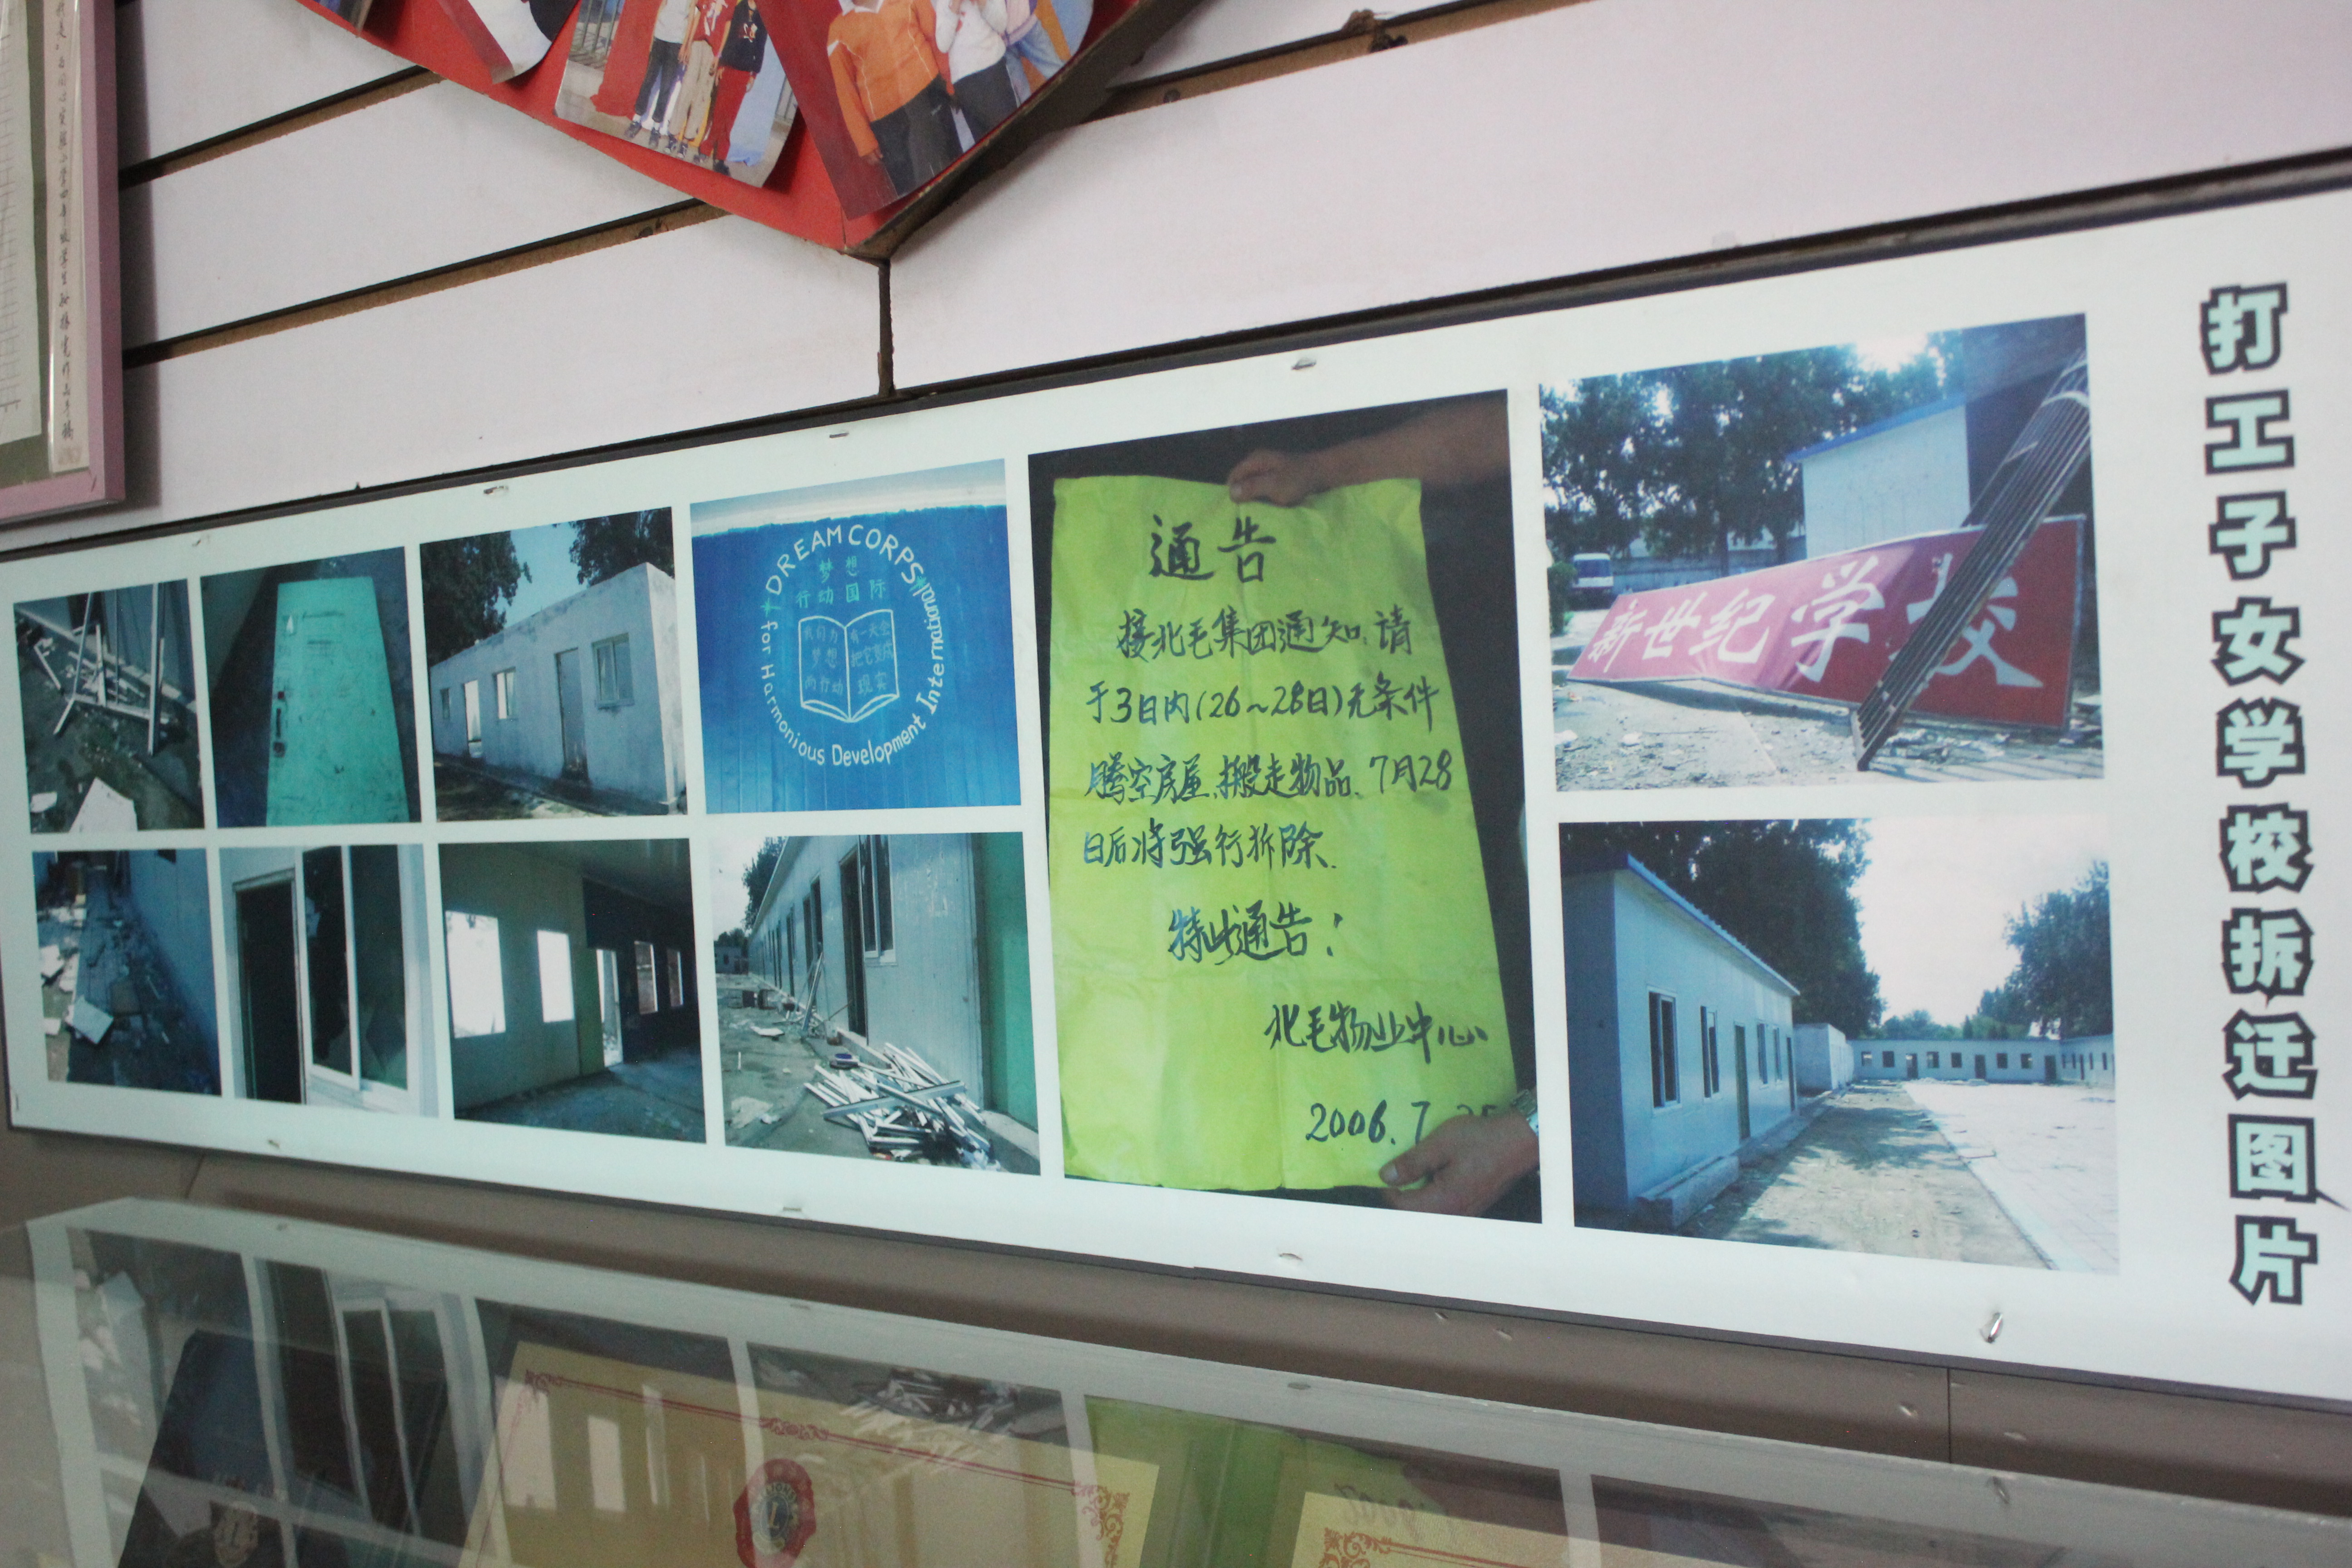 打工子女学校拆迁图片
DREAM CORPS
for Harmonious Development International
梦想
行动国际
我们为
梦想
而行动
有一天会
把它变成
现实
通告
接北毛集团通知,请
于3日内(26~28日)无条件
腾空房屋、搬走物品.7月28
日后将强行拆除.
特此通告!
北毛物业中心
2006.7
新世纪学校